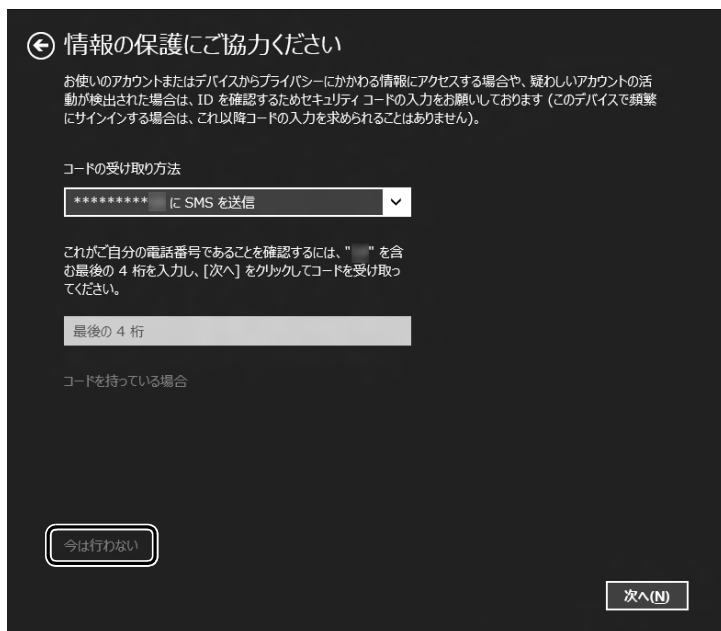 情報の保護にご協力ください
お使いのアカウントまたはデバイスからプライバシーにかかわる情報にアクセスする場合や、疑わしいアカウントの活
動が検出された場合は、ID を確認するためセキュリティ コードの入力をお願いしております (このデバイスで頻繁
にサインインする場合は、これ以降コードの入力を求められることはありません)。
コードの受け取り方法
********* に SMS を送信
これがご自分の電話番号であることを確認するには、" " を含
む最後の 4 桁を入力し、[次へ] をクリックしてコードを受け取っ
てください。
最後の 4 桁
コードを持っている場合
今は行わない
次へ(N)